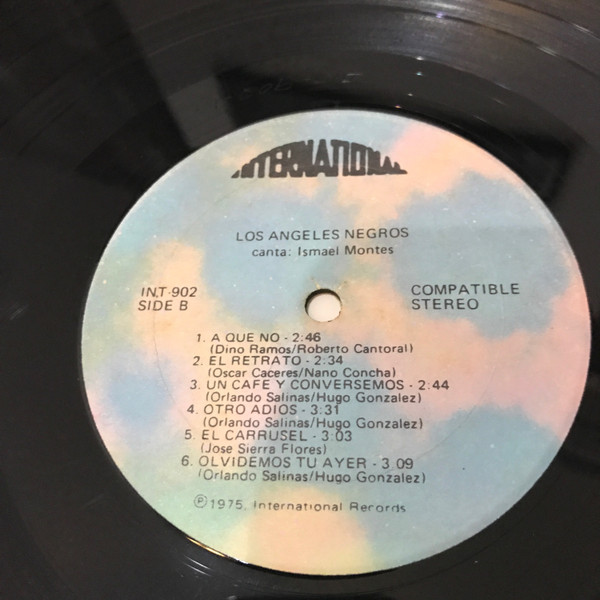 INTERNATIONAL
LOS ANGELES NEGROS
canta: Ismael Montes
INT-902
SIDE B
COMPATIBLE
STEREO
1. A QUE NO - 2:46
(Dino Ramos/Roberto Cantoral)
2. EL RETRATO - 2:34
(Oscar Caceres/Nano Concha)
3. UN CAFE Y CONVERSEMOS - 2:44
(Orlando Salinas/Hugo Gonzalez)
4. OTRO ADIOS - 3:31
(Orlando Salinas/Hugo Gonzalez)
5. EL CARRUSEL - 3:03
(Jose Sierra Flores)
6. OLVIDEMOS TU AYER - 3:09
(Orlando Salinas/Hugo Gonzalez)
℗1975, International Records